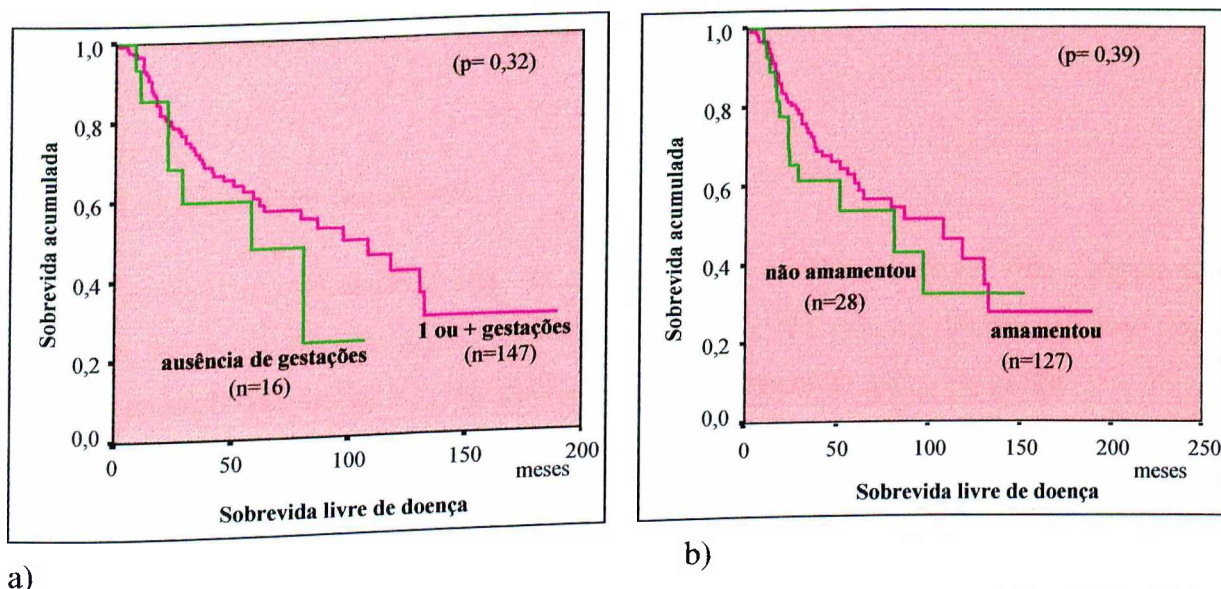 1,0
0,8
0,6
0,4
0,2
0,0
Sobrevida acumulada
(p= 0,32)
ausência de gestações
(n=16)
1 ou + gestações
(n=147)
0 50 100 150 200
meses
Sobrevida livre de doença
a)
1,0
0,8
0,6
0,4
0,2
0,0
Sobrevida acumulada
(p= 0,39)
não amamentou
(n=28)
amamentou
(n=127)
0 50 100 150 200 250
meses
Sobrevida livre de doença
b)